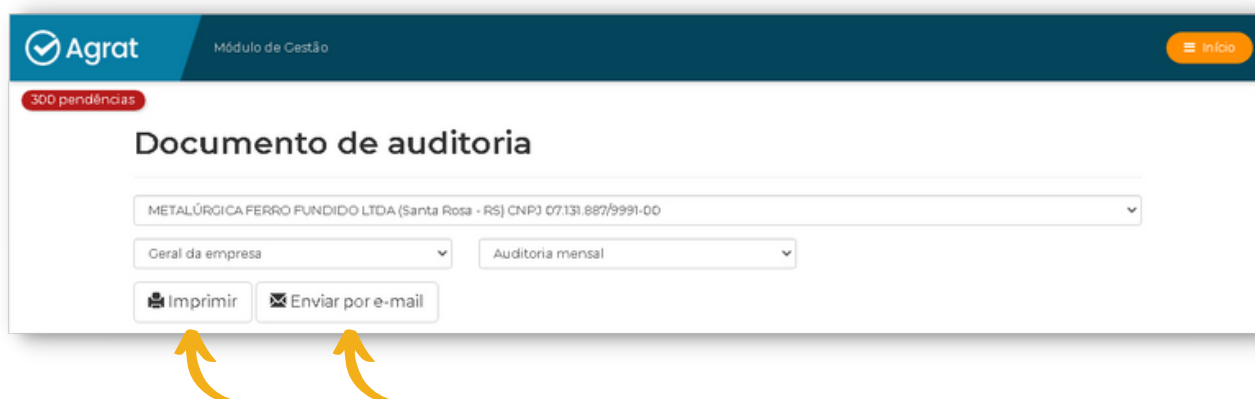 Agrat
Módulo de Gestão
Início
300 pendências
Documento de auditoria
METALÚRGICA FERRO FUNDIDO LTDA (Santa Rosa - RS) CNPJ 07.131.887/9991-00
Geral da empresa
Auditoria mensal
Imprimir
Enviar por e-mail